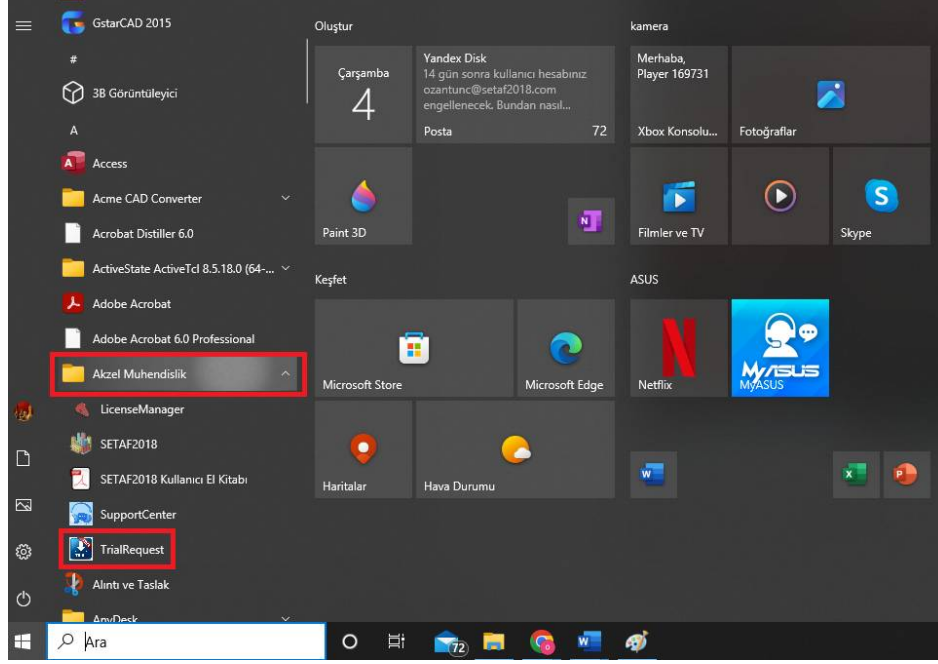 GstarCAD 2015
#
3B Görüntüleyici
A
Access
Acme CAD Converter
Acrobat Distiller 6.0
ActiveState ActiveTcl 8.5.18.0 (64-...
Adobe Acrobat
Adobe Acrobat 6.0 Professional
Akzel Muhendislik
LicenseManager
SETAF2018
SETAF2018 Kullanıcı El Kitabı
SupportCenter
TrialRequest
Alıntı ve Taslak
AnyDesk
Ara
Oluştur
Çarşamba
4
Yandex Disk
14 gün sonra kullanıcı hesabınız
ozantunc@setaf2018.com
engellenecek. Bundan nasıl...
Posta 72
Paint 3D
Keşfet
Microsoft Store
Microsoft Edge
Haritalar
Hava Durumu
kamera
Merhaba,
Player 169731
Xbox Konsolu...
Fotoğraflar
Filmler ve TV
Skype
ASUS
Netflix
MyASUS
MyASUS
72